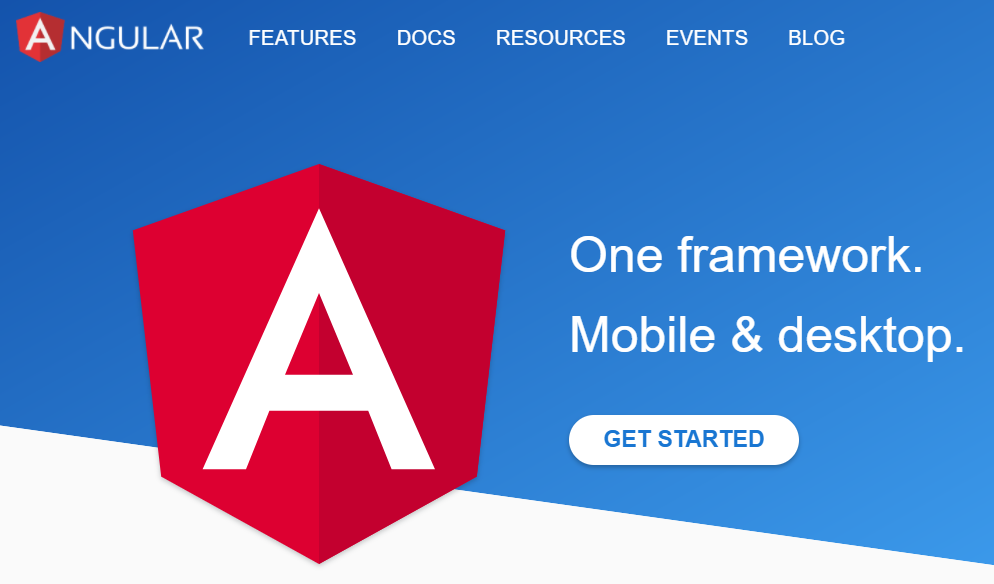 ANGULAR FEATURES DOCS RESOURCES EVENTS BLOG
A
One framework.
Mobile & desktop.
GET STARTED